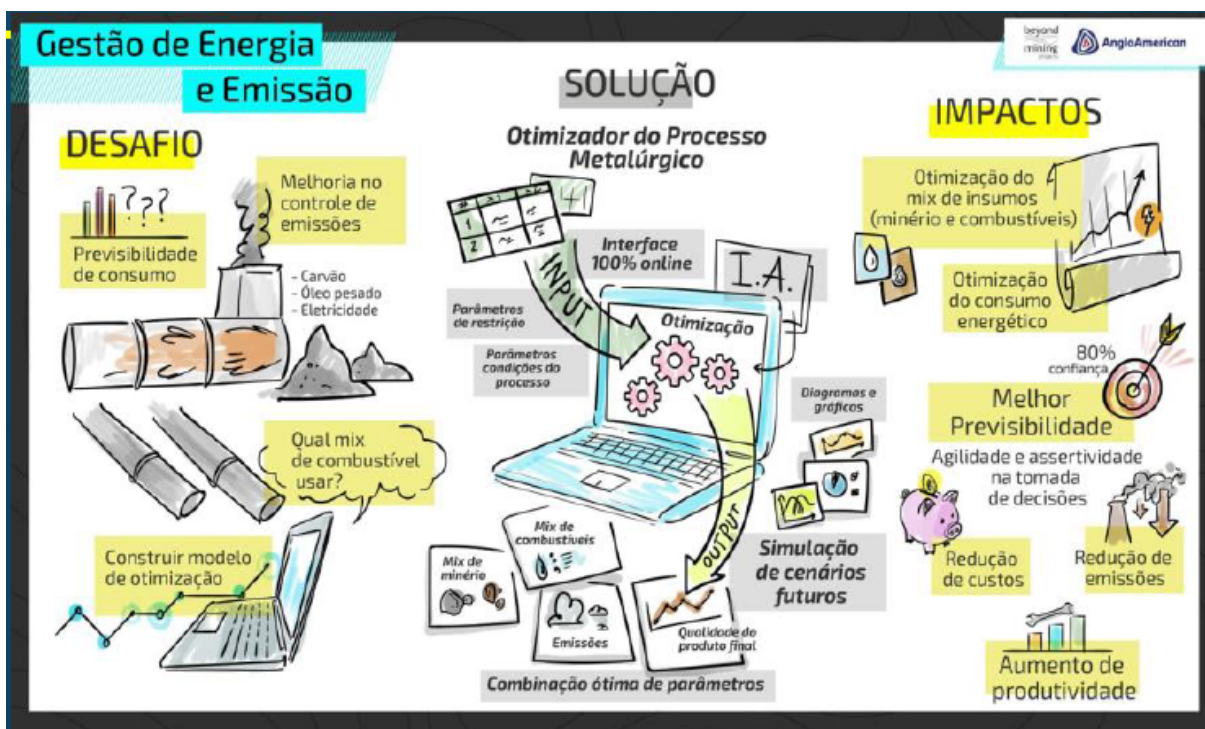 Gestão de Energia
e Emissão
beyond
mining
AngloAmerican
DESAFIO
???
Previsibilidade
de consumo
Melhoria no
controle de
emissões
- Carvão
- Óleo pesado
- Eletricidade
Qual mix
de combustível
usar?
Construir modelo
de otimização
SOLUÇÃO
Otimizador do Processo
Metalúrgico
1
2
INPUT
Interface
100% online
I.A.
Parâmetros
de restrição
Parâmetros
condições do
processo
Otimização
Diagramas e
gráficos
OUTPUT
Simulação
de cenários
futuros
Mix de
combustíveis
Mix de
minério
Emissões
Qualidade do
produto final
Combinação ótima de parâmetros
IMPACTOS
Otimização do
mix de insumos
(minério e combustíveis)
Otimização
do consumo
energético
80%
confiança
Melhor
Previsibilidade
Agilidade e assertividade
na tomada
de decisões
Redução
de custos
Redução de
emissões
Aumento de
produtividade